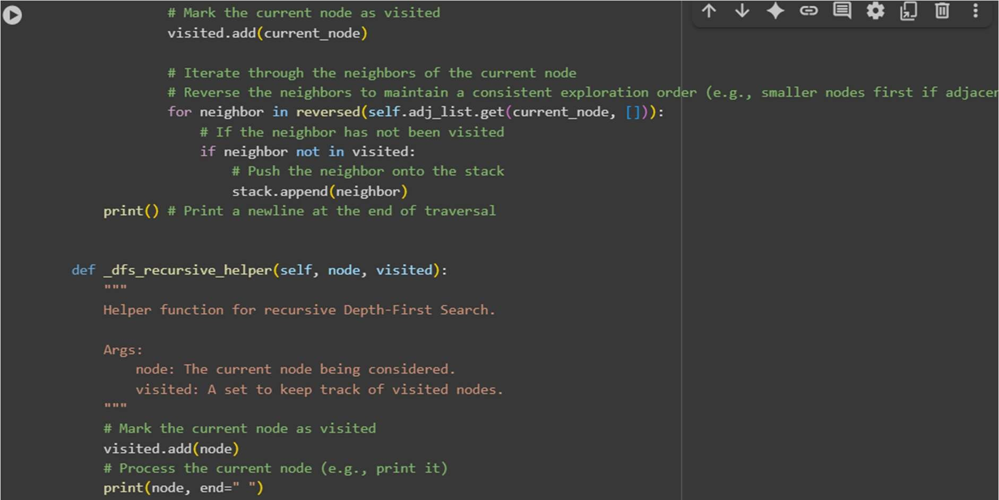 # Mark the current node as visited
            visited.add(current_node)

            # Iterate through the neighbors of the current node
            # Reverse the neighbors to maintain a consistent exploration order (e.g., smaller nodes first if
            for neighbor in reversed(self.adj_list.get(current_node, [])):
                # If the neighbor has not been visited
                if neighbor not in visited:
                    # Push the neighbor onto the stack
                    stack.append(neighbor)
    print() # Print a newline at the end of traversal


def _dfs_recursive_helper(self, node, visited):
    """
    Helper function for recursive Depth-First Search.

    Args:
        node: The current node being considered.
        visited: A set to keep track of visited nodes.
    """
    # Mark the current node as visited
    visited.add(node)
    # Process the current node (e.g., print it)
    print(node, end=" ")